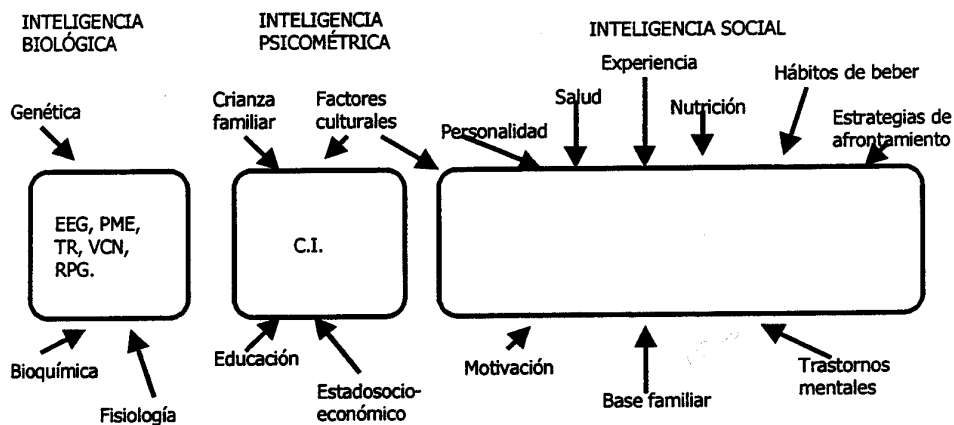 INTELIGENCIA
BIOLÓGICA
INTELIGENCIA
PSICOMÉTRICA
INTELIGENCIA SOCIAL
Genética
Crianza
familiar
Factores
culturales
Personalidad
Salud
Experiencia
Nutrición
Hábitos de beber
Estrategias de
afrontamiento
EEG, PME,
TR, VCN,
RPG.
C.I.
Bioquímica
Fisiología
Educación
Estadosocio-
económico
Motivación
Base familiar
Trastornos
mentales